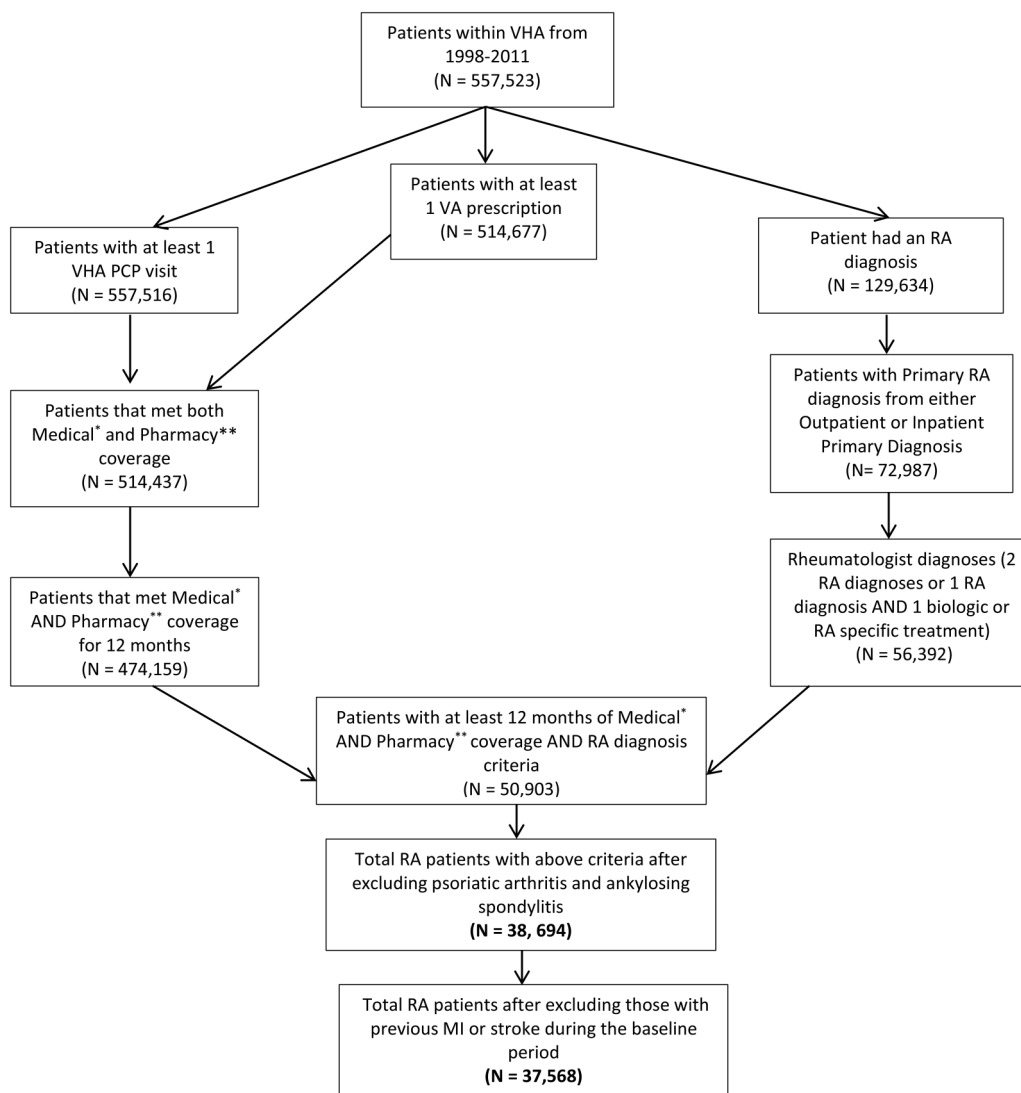 Patients within VHA from
1998-2011
(N = 557,523)
Patients with at least
1 VA prescription
(N = 514,677)
Patients with at least 1
VHA PCP visit
(N = 557,516)
Patient had an RA
diagnosis
(N = 129,634)
Patients that met both
Medical* and Pharmacy**
coverage
(N = 514,437)
Patients with Primary RA
diagnosis from either
Outpatient or Inpatient
Primary Diagnosis
(N= 72,987)
Patients that met Medical*
AND Pharmacy** coverage
for 12 months
(N = 474,159)
Rheumatologist diagnoses (2
RA diagnoses or 1 RA
diagnosis AND 1 biologic or
RA specific treatment)
(N = 56,392)
Patients with at least 12 months of Medical*
AND Pharmacy** coverage AND RA diagnosis
criteria
(N = 50,903)
Total RA patients with above criteria after
excluding psoriatic arthritis and ankylosing
spondylitis
(N = 38, 694)
Total RA patients after excluding those with
previous MI or stroke during the baseline
period
(N = 37,568)